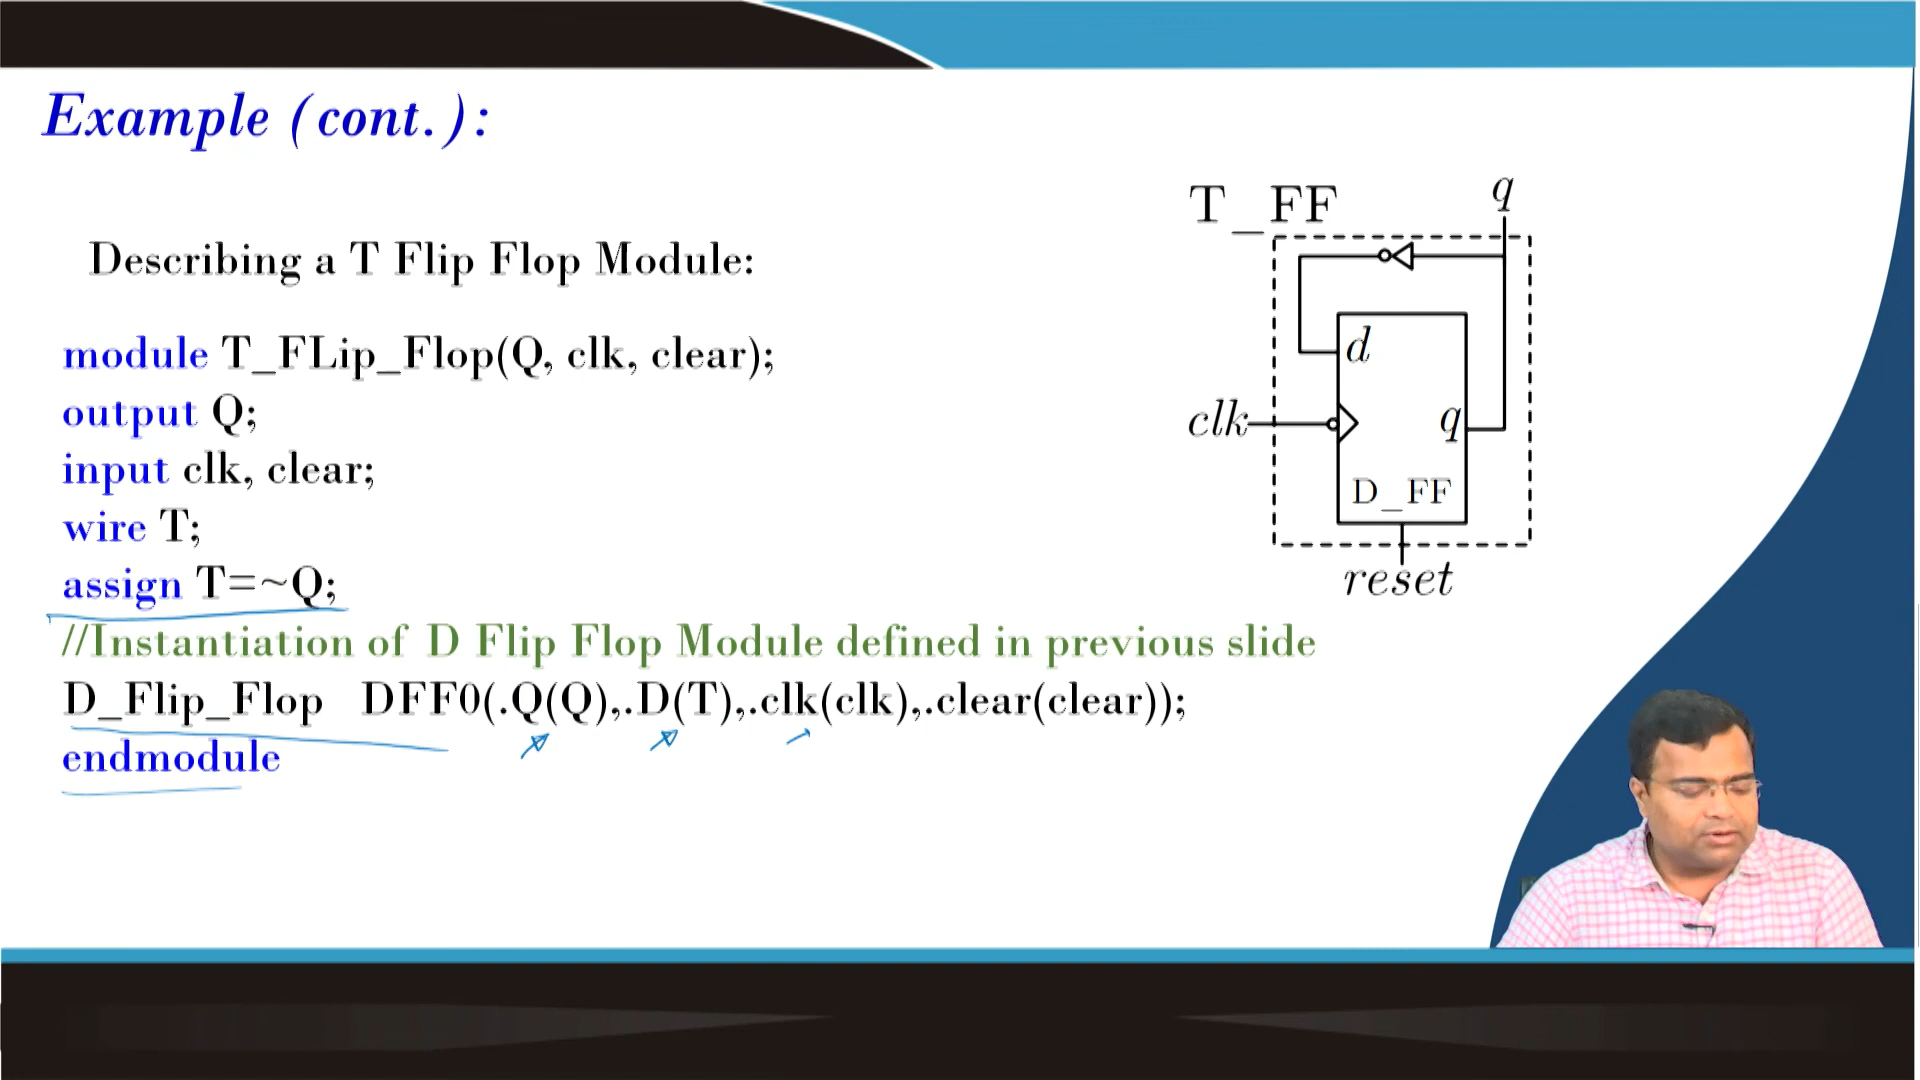 Example (cont.):
Describing a T Flip Flop Module:
module T_FLip_Flop(Q, clk, clear);
output Q;
input clk, clear;
wire T;
assign T=~Q;
//Instantiation of D Flip Flop Module defined in previous slide
D_Flip_Flop DFF0(.Q(Q),.D(T),.clk(clk),.clear(clear));
endmodule
T_FF
q
d
clk
q
D_FF
reset